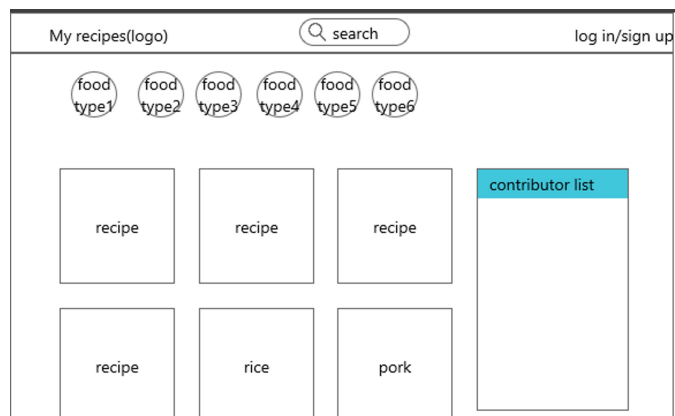 My recipes(logo)
search
log in/sign up
food
type1
food
type2
food
type3
food
type4
food
type5
food
type6
contributor list
recipe
recipe
recipe
recipe
rice
pork